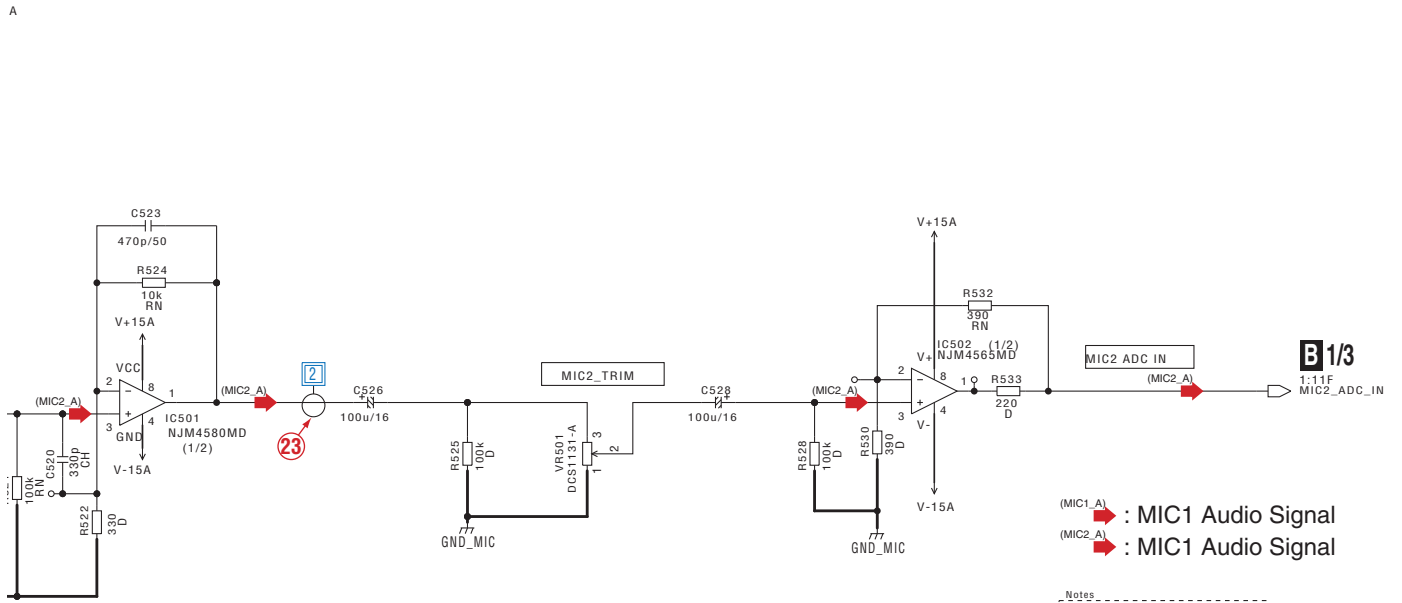 A
C523
470p/50
R524
10k
RN
V+15A
VCC
2
8
1
(MIC2_A)
3
4
GND
IC501
NJM4580MD
(1/2)
V-15A
C520
330p
CH
100k
RN
R522
330
D
(MIC2_A)
2
23
C526
+
100u/16
R525
100k
D
GND_MIC
MIC2_TRIM
VR501
DCS1131-A
3
2
1
C528
+
100u/16
(MIC2_A)
R528
100k
D
R530
390
D
GND_MIC
V+15A
R532
390
RN
IC502 (1/2)
NJM4565MD
V+
2
8
1
3
4
V-
V-15A
R533
220
D
MIC2 ADC IN
(MIC2_A)
B 1/3
1:11F
MIC2_ADC_IN
(MIC1_A) : MIC1 Audio Signal
(MIC2_A) : MIC1 Audio Signal
Notes